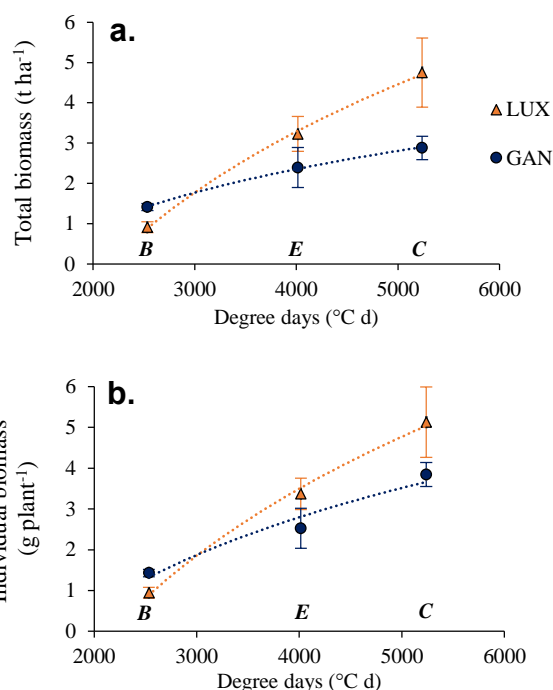 a.
Total biomass (t ha⁻¹)
6
5
4
3
2
1
0
B E C
2000 3000 4000 5000 6000
Degree days (°C d)
LUX
GAN
b.
Individual biomass
(g plant⁻¹)
6
5
4
3
2
1
0
B E C
2000 3000 4000 5000 6000
Degree days (°C d)